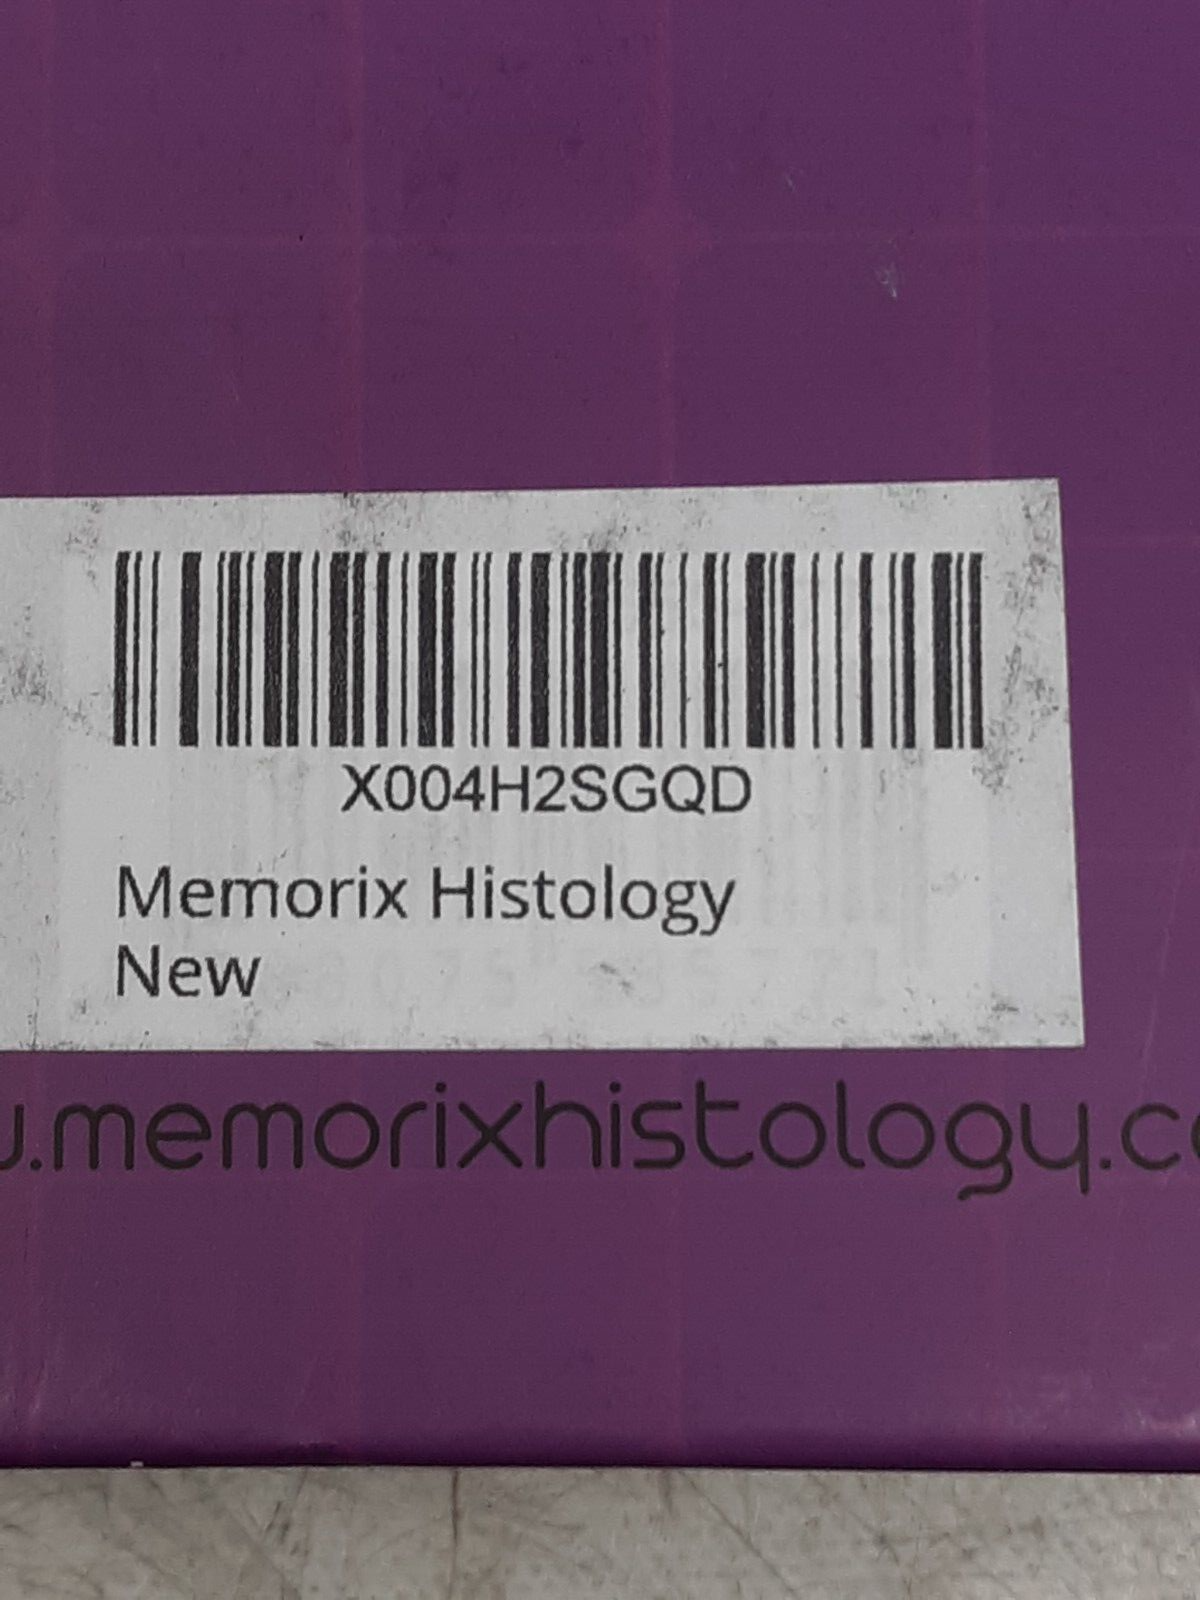 X004H2SGQD
Memorix Histology
New
.memorixhistology.c